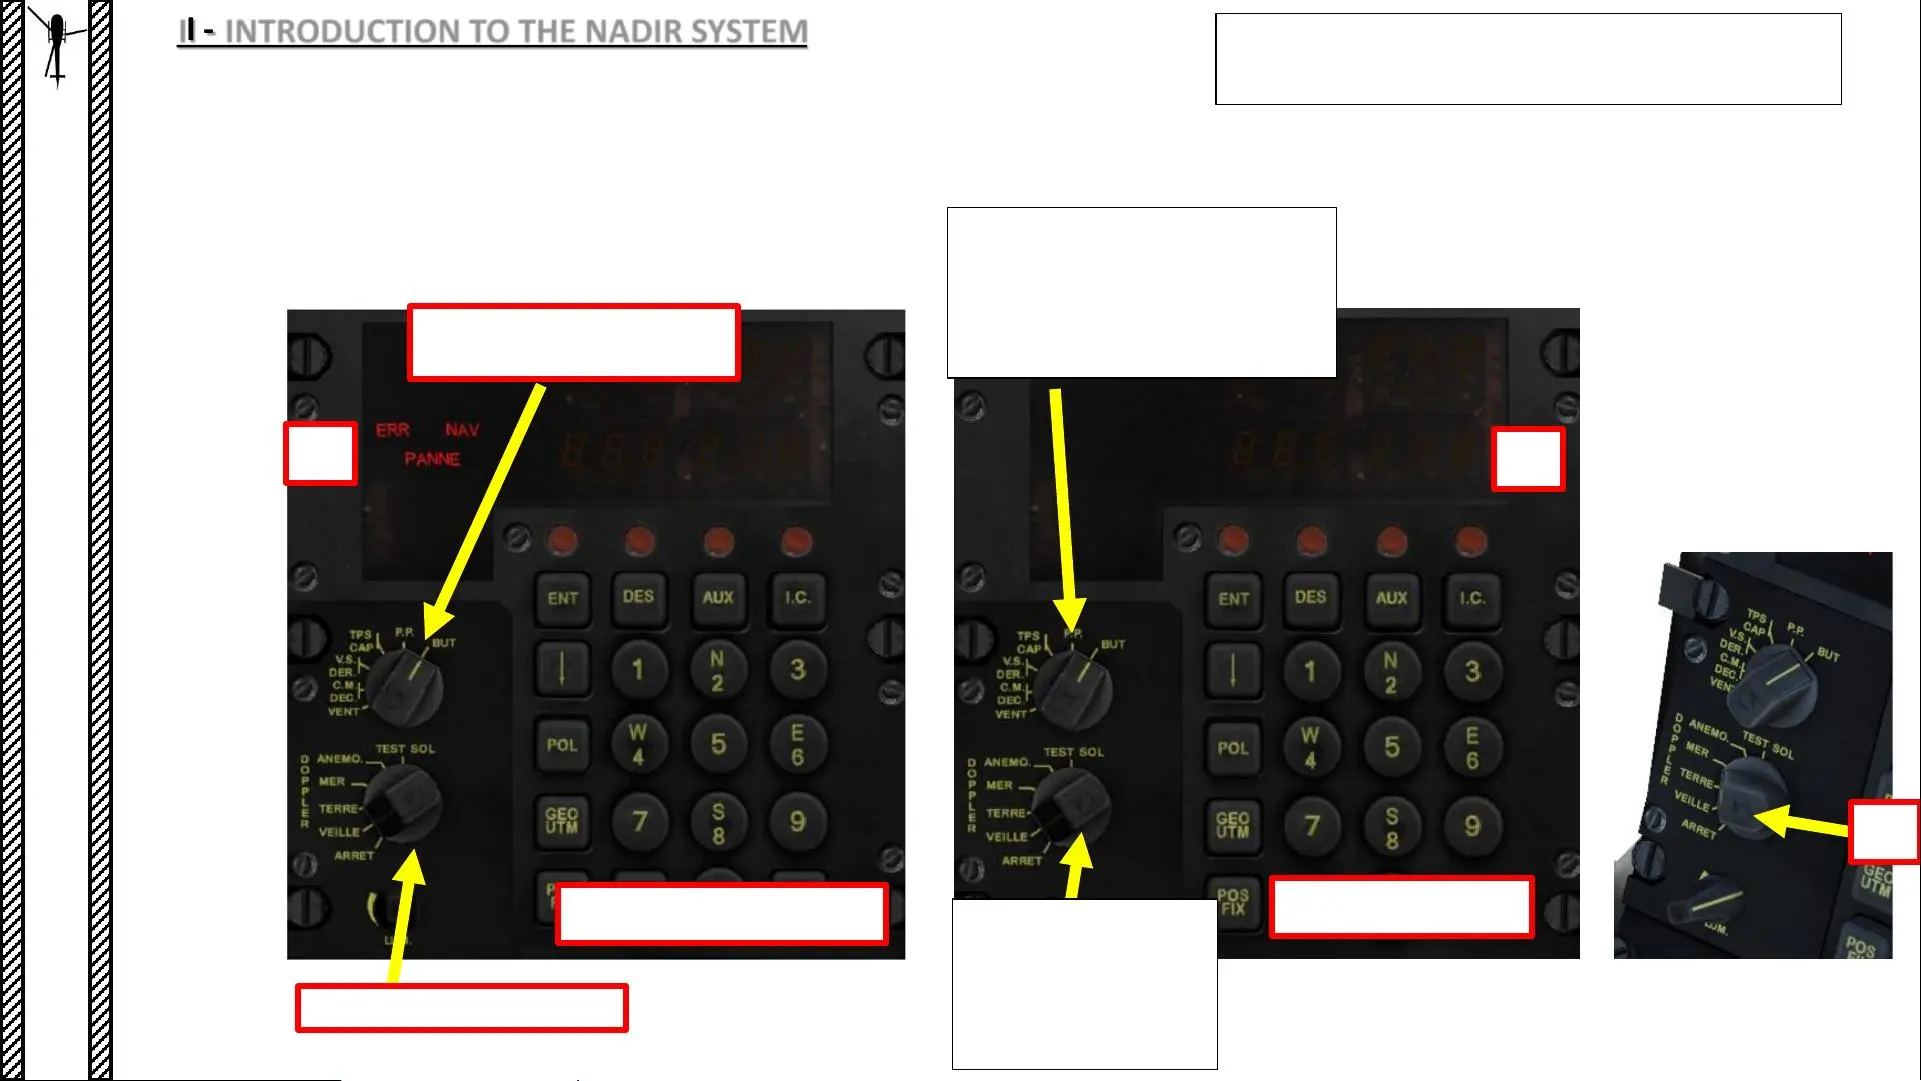 II - INTRODUCTION TO THE NADIR SYSTEM
ERR NAV
PANNE
ENT DES AUX I.C.
TPS
CAP
P.P.
BUT
V.S.
DER.
C.M.
DEC.
VENT
↓ 1 N 2 3
POL W 4 5 E 6
GEO UTM 7 S 8 9
TEST SOL
ANEMO.
MER
TERRE
VEILLE
ARRET
DOPPLER
ENT DES AUX I.C.
TPS
CAP
P.P.
BUT
V.S.
DER.
C.M.
DEC.
VENT
↓ 1 N 2 3
POL W 4 5 E 6
GEO UTM 7 S 8 9
POS FIX
TEST SOL
ANEMO.
MER
TERRE
VEILLE
ARRET
DOPPLER
TPS
CAP
P.P.
BUT
V.S.
DER.
C.M.
DEC.
VENT
TEST SOL
ANEMO.
MER
TERRE
VEILLE
ARRET
DOPPLER
LUM.
GEO
UTM
POS